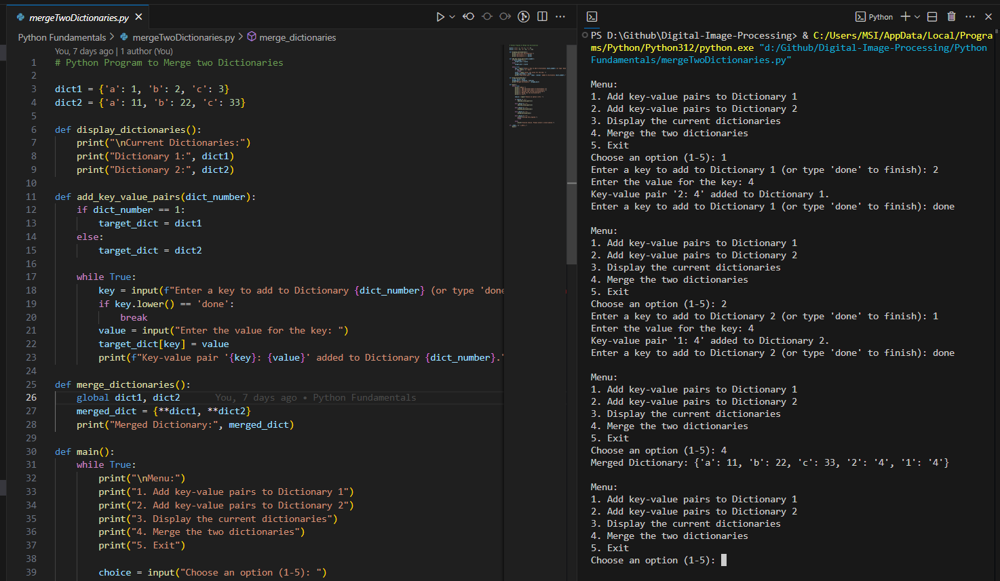 mergeTwoDictionaries.py
Python Fundamentals > mergeTwoDictionaries.py > merge_dictionaries
You, 7 days ago | 1 author (You)
1 # Python Program to Merge two Dictionaries
2
3 dict1 = {'a': 1, 'b': 2, 'c': 3}
4 dict2 = {'a': 11, 'b': 22, 'c': 33}
5
6 def display_dictionaries():
7 print("\nCurrent Dictionaries:")
8 print("Dictionary 1:", dict1)
9 print("Dictionary 2:", dict2)
10
11 def add_key_value_pairs(dict_number):
12 if dict_number == 1:
13 target_dict = dict1
14 else:
15 target_dict = dict2
16
17 while True:
18 key = input(f"Enter a key to add to Dictionary {dict_number} (or type 'done
19 if key.lower() == 'done':
20 break
21 value = input("Enter the value for the key: ")
22 target_dict[key] = value
23 print(f"Key-value pair '{key}: {value}' added to Dictionary {dict_number}."
24
25 def merge_dictionaries():
26 global dict1, dict2 You, 7 days ago • Python Fundamentals
27 merged_dict = {**dict1, **dict2}
28 print("Merged Dictionary:", merged_dict)
29
30 def main():
31 while True:
32 print("\nMenu:")
33 print("1. Add key-value pairs to Dictionary 1")
34 print("2. Add key-value pairs to Dictionary 2")
35 print("3. Display the current dictionaries")
36 print("4. Merge the two dictionaries")
37 print("5. Exit")
38
39 choice = input("Choose an option (1-5): ")
Python
PS D:\Github\Digital-Image-Processing> & C:/Users/MSI/AppData/Local/Progra
ms/Python/Python312/python.exe "d:/Github/Digital-Image-Processing/Python
Fundamentals/mergeTwoDictionaries.py"
Menu:
1. Add key-value pairs to Dictionary 1
2. Add key-value pairs to Dictionary 2
3. Display the current dictionaries
4. Merge the two dictionaries
5. Exit
Choose an option (1-5): 1
Enter a key to add to Dictionary 1 (or type 'done' to finish): 2
Enter the value for the key: 4
Key-value pair '2: 4' added to Dictionary 1.
Enter a key to add to Dictionary 1 (or type 'done' to finish): done
Menu:
1. Add key-value pairs to Dictionary 1
2. Add key-value pairs to Dictionary 2
3. Display the current dictionaries
4. Merge the two dictionaries
5. Exit
Choose an option (1-5): 2
Enter a key to add to Dictionary 2 (or type 'done' to finish): 1
Enter the value for the key: 4
Key-value pair '1: 4' added to Dictionary 2.
Enter a key to add to Dictionary 2 (or type 'done' to finish): done
Menu:
1. Add key-value pairs to Dictionary 1
2. Add key-value pairs to Dictionary 2
3. Display the current dictionaries
4. Merge the two dictionaries
5. Exit
Choose an option (1-5): 4
Merged Dictionary: {'a': 11, 'b': 22, 'c': 33, '2': '4', '1': '4'}
Menu:
1. Add key-value pairs to Dictionary 1
2. Add key-value pairs to Dictionary 2
3. Display the current dictionaries
4. Merge the two dictionaries
5. Exit
Choose an option (1-5):